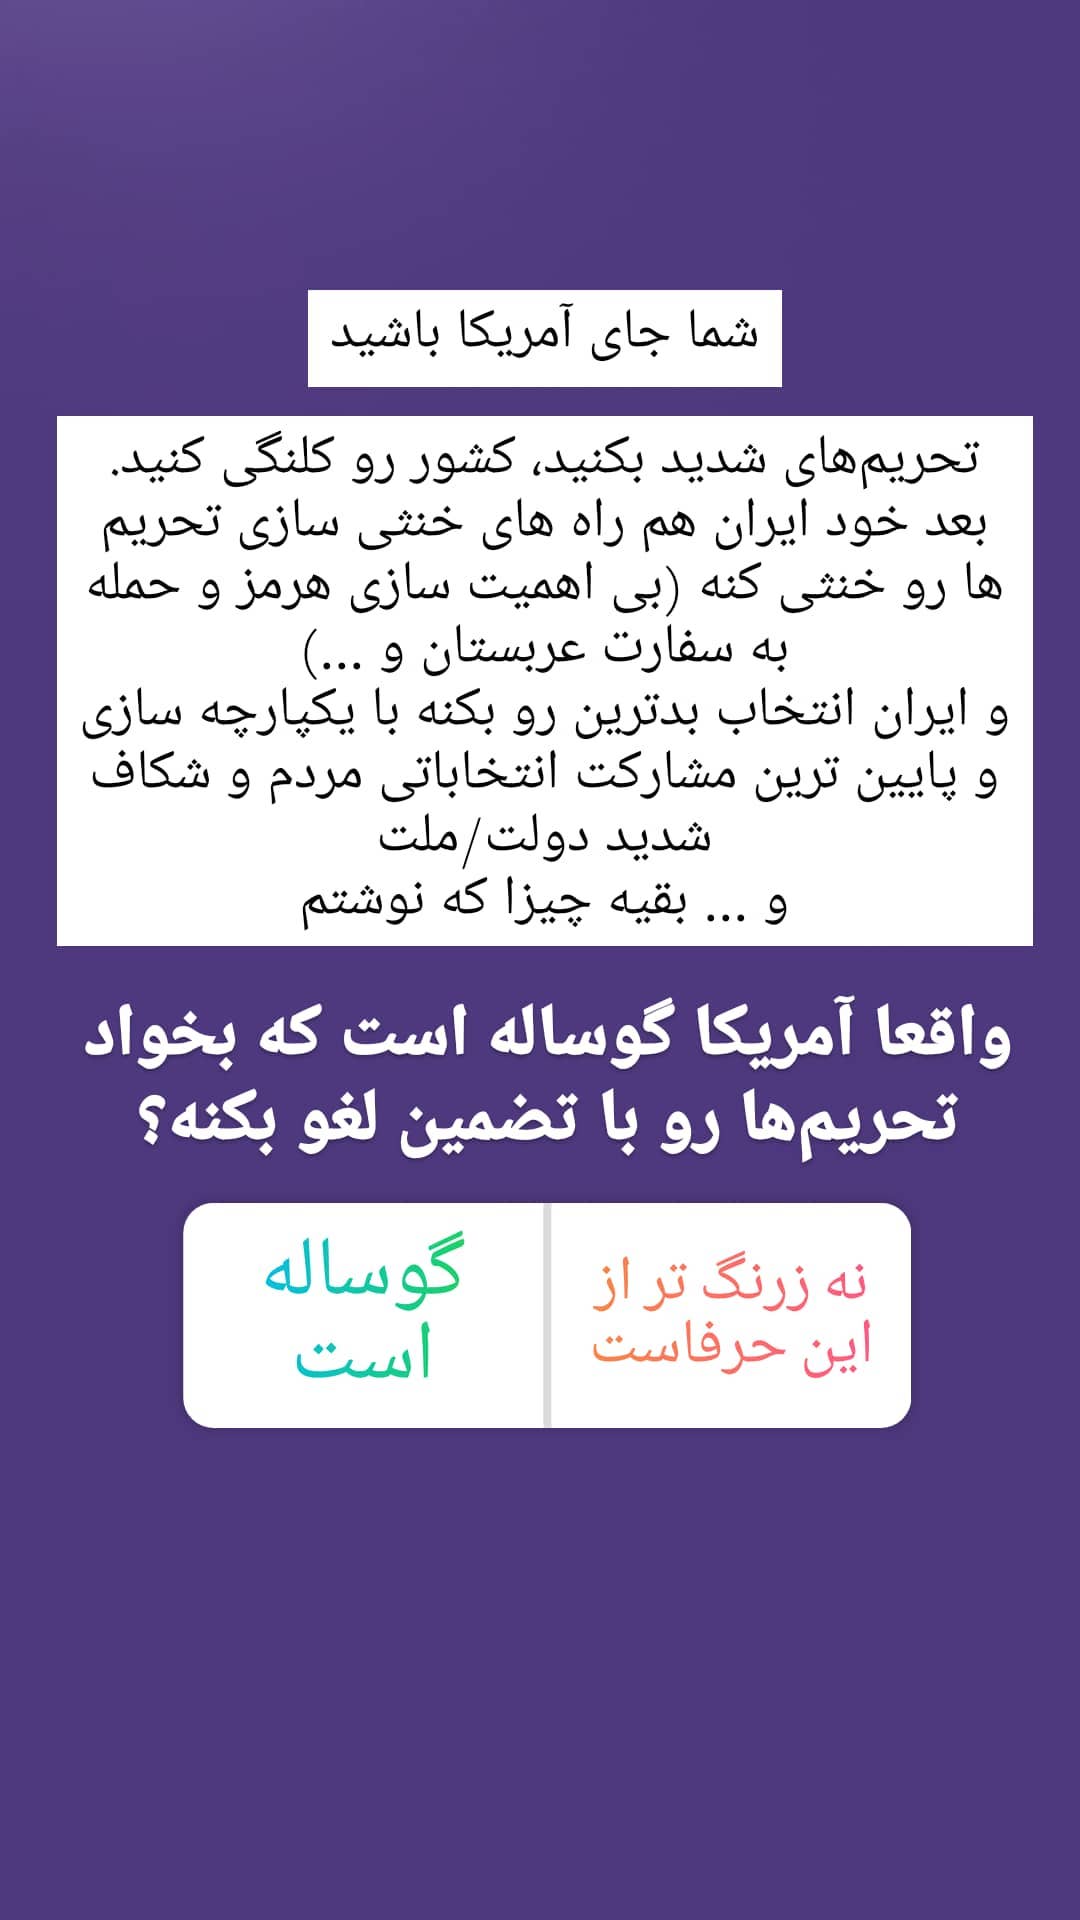 شما جای آمریکا باشید
تحریم‌های شدید بکنید، کشور رو کلنگی کنید.
بعد خود ایران هم راه های خنثی سازی تحریم
ها رو خنثی کنه (بی اهمیت سازی هرمز و حمله
به سفارت عربستان و ...)
و ایران انتخاب بدترین رو بکنه با یکپارچه سازی
و پایین ترین مشارکت انتخاباتی مردم و شکاف
شدید دولت/ملت
و ... بقیه چیزا که نوشتم
واقعا آمریکا گوساله است که بخواد
تحریم‌ها رو با تضمین لغو بکنه؟
نه زرنگ تر از
این حرفاست
گوساله
است